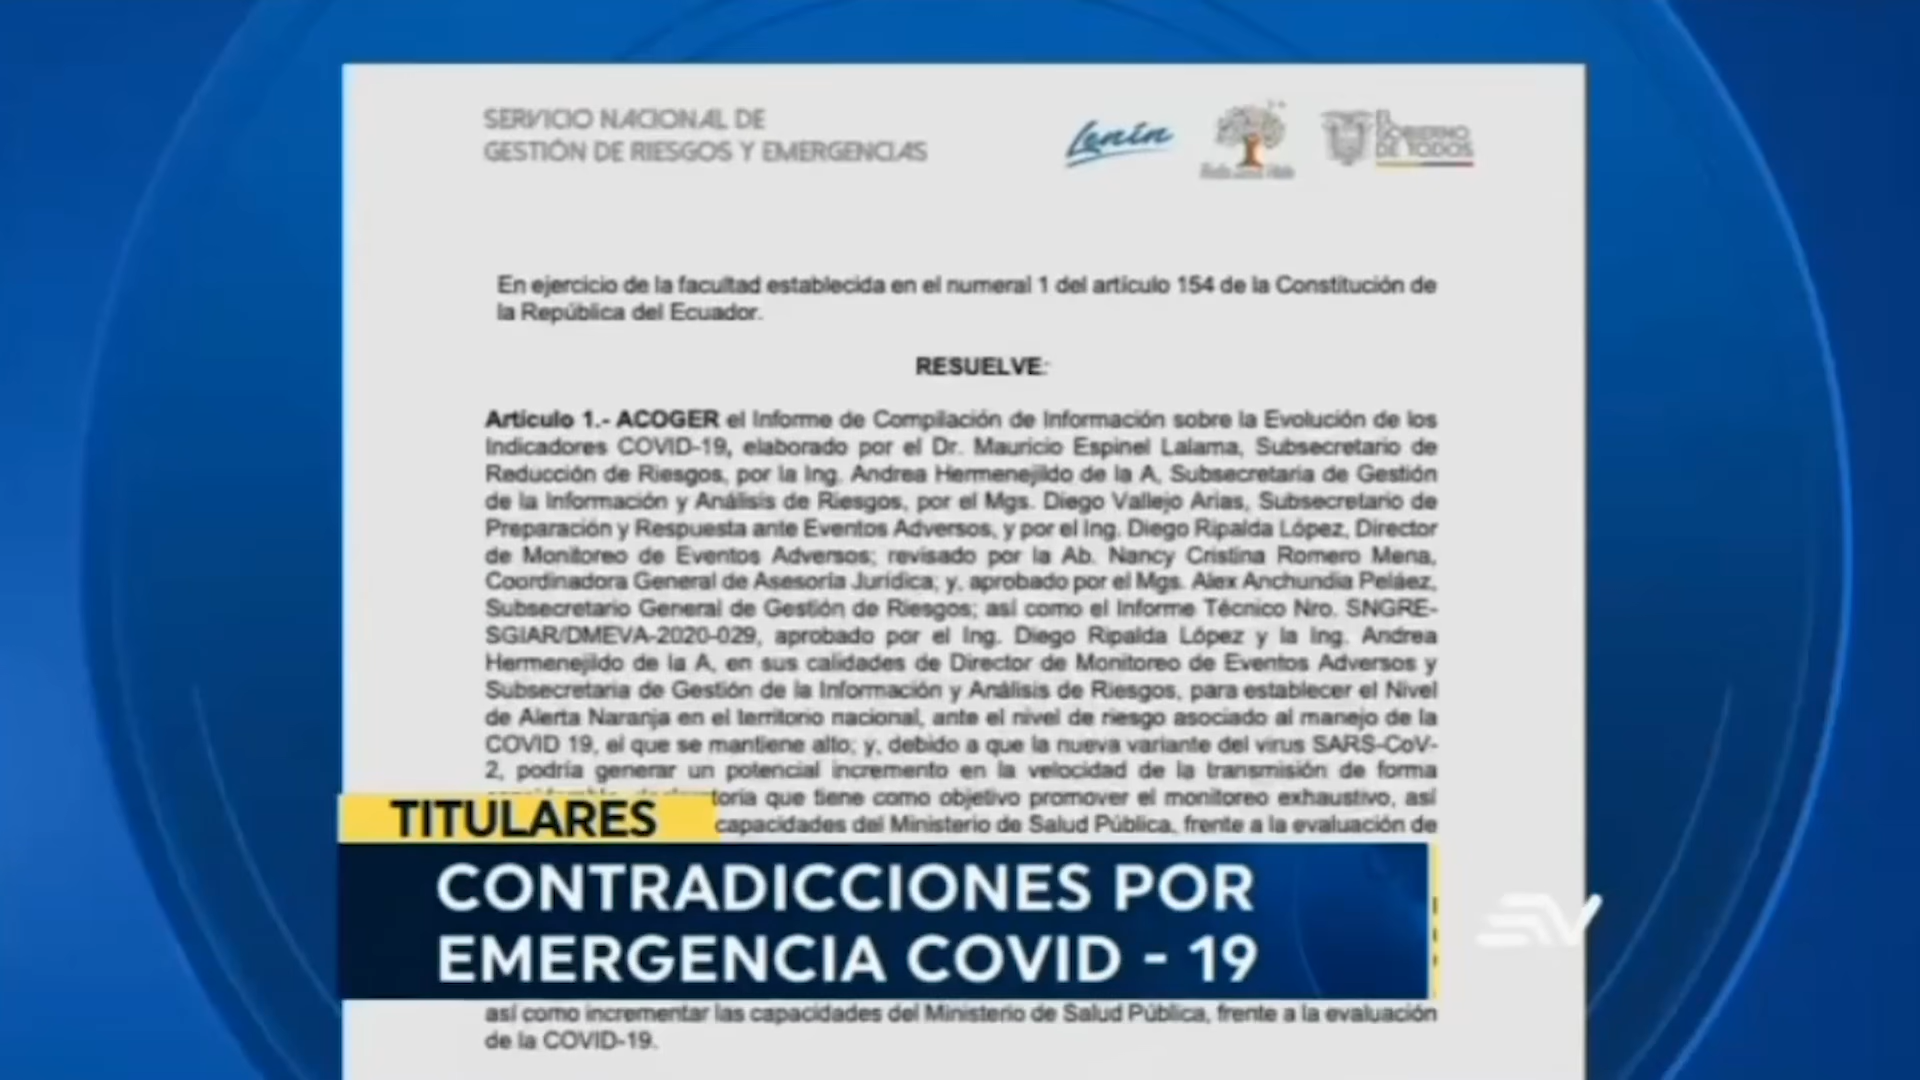 SERVICIO NACIONAL DE
GESTIÓN DE RIESGOS Y EMERGENCIAS
Lenín
EL
GOBIERNO
DE TODOS
En ejercicio de la facultad establecida en el numeral 1 del artículo 154 de la Constitución de
la República del Ecuador.
RESUELVE:
Artículo 1.- ACOGER el Informe de Compilación de Información sobre la Evolución de los
Indicadores COVID-19, elaborado por el Dr. Mauricio Espinel Lalama, Subsecretario de
Reducción de Riesgos, por la Ing. Andrea Hermenejildo de la A, Subsecretaria de Gestión
de la Información y Análisis de Riesgos, por el Mgs. Diego Vallejo Arias, Subsecretario de
Preparación y Respuesta ante Eventos Adversos, y por el Ing. Diego Ripalda López, Director
de Monitoreo de Eventos Adversos; revisado por la Ab. Nancy Cristina Romero Mena,
Coordinadora General de Asesoría Jurídica; y, aprobado por el Mgs. Alex Anchundia Peláez,
Subsecretario General de Gestión de Riesgos; así como el Informe Técnico Nro. SNGRE-
SGIAR/DMEVA-2020-029, aprobado por el Ing. Diego Ripalda López y la Ing. Andrea
Hermenejildo de la A, en sus calidades de Director de Monitoreo de Eventos Adversos y
Subsecretaria de Gestión de la Información y Análisis de Riesgos, para establecer el Nivel
de Alerta Naranja en el territorio nacional, ante el nivel de riesgo asociado al manejo de la
COVID 19, el que se mantiene alto; y, debido a que la nueva variante del virus SARS-CoV-
2, podría generar un potencial incremento en la velocidad de la transmisión de forma
que tiene como objetivo promover el monitoreo exhaustivo, así
capacidades del Ministerio de Salud Pública, frente a la evaluación de
TITULARES
CONTRADICCIONES POR
EMERGENCIA COVID - 19
así como incrementar las capacidades del Ministerio de Salud Pública, frente a la evaluación
de la COVID-19.